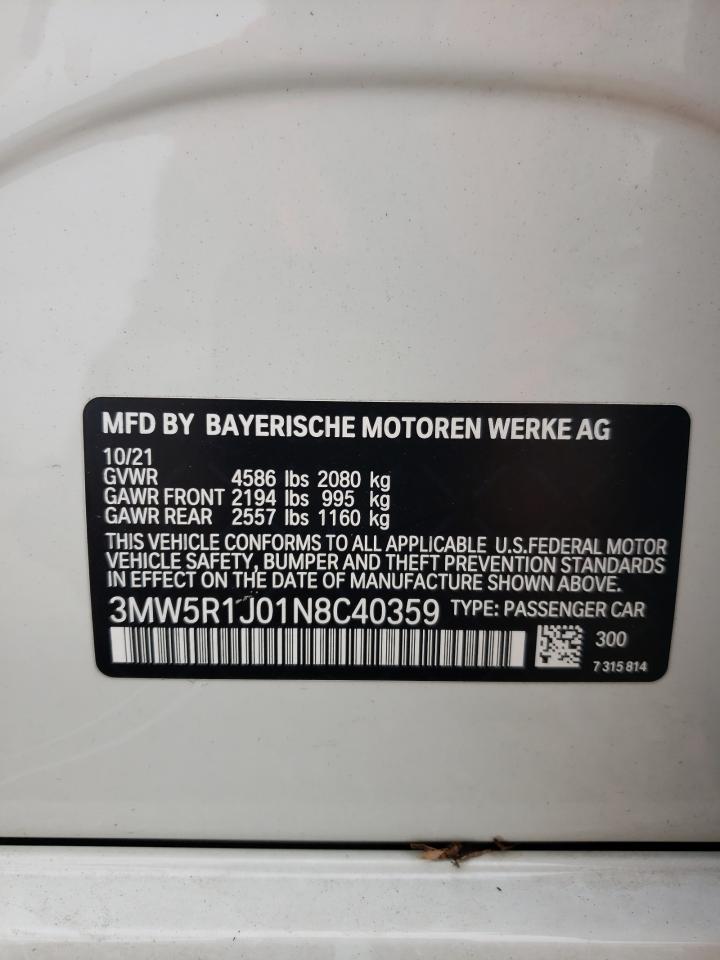 MFD BY BAYERISCHE MOTOREN WERKE AG
10/21
GVWR 4586 lbs 2080 kg
GAWR FRONT 2194 lbs 995 kg
GAWR REAR 2557 lbs 1160 kg
THIS VEHICLE CONFORMS TO ALL APPLICABLE U.S.FEDERAL MOTOR
VEHICLE SAFETY, BUMPER AND THEFT PREVENTION STANDARDS
IN EFFECT ON THE DATE OF MANUFACTURE SHOWN ABOVE.
3MW5R1J01N8C40359 TYPE: PASSENGER CAR
300
7 315 814